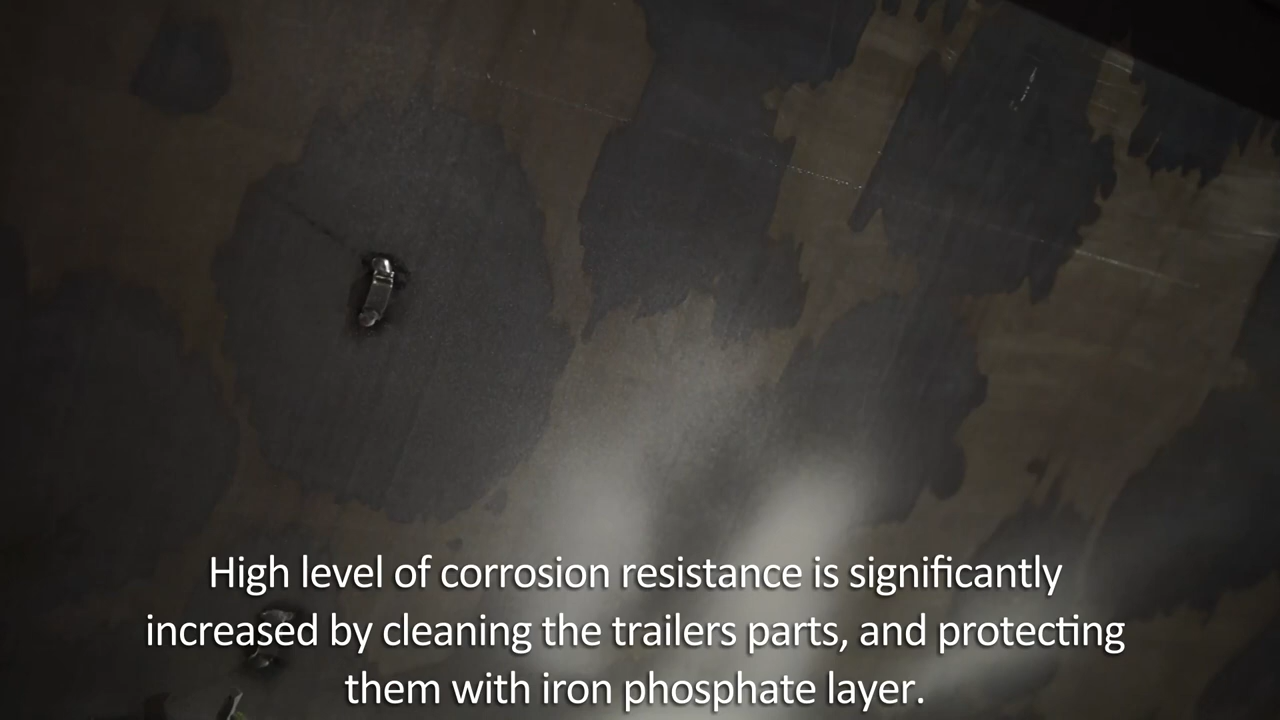 High level of corrosion resistance is significantly
increased by cleaning the trailers parts, and protecting
them with iron phosphate layer.